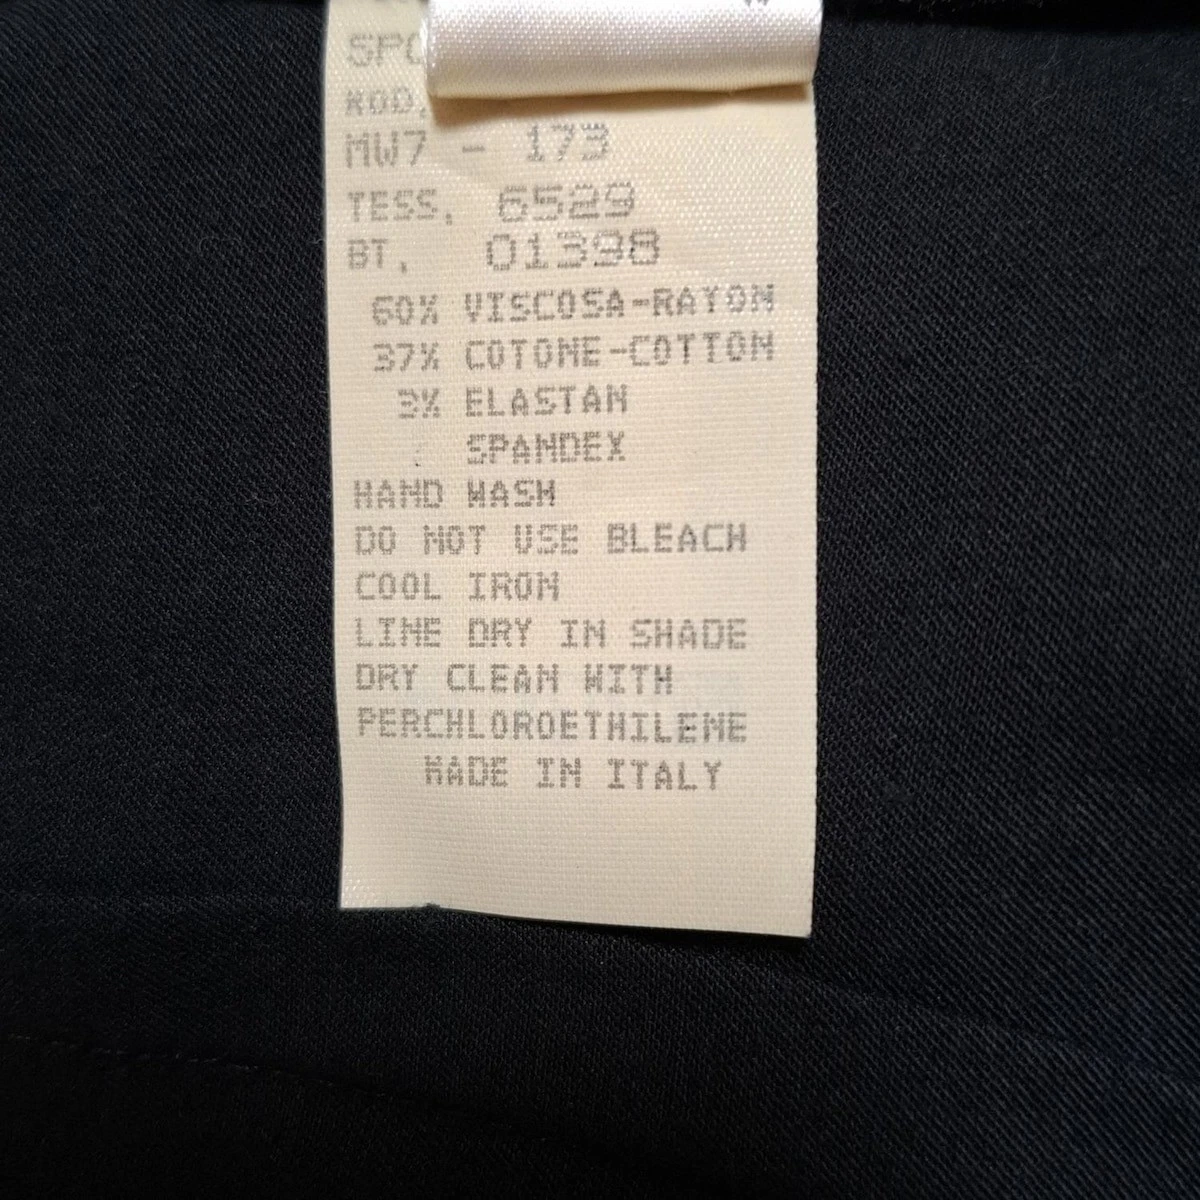 MW7 - 173
TESS. 6529
BT. 01398
60% VISCOSA-RAYON
37% COTONE-COTTON
3% ELASTAN
SPANDEX
HAND WASH
DO NOT USE BLEACH
COOL IRON
LINE DRY IN SHADE
DRY CLEAN WITH
PERCHLOROETHILENE
MADE IN ITALY